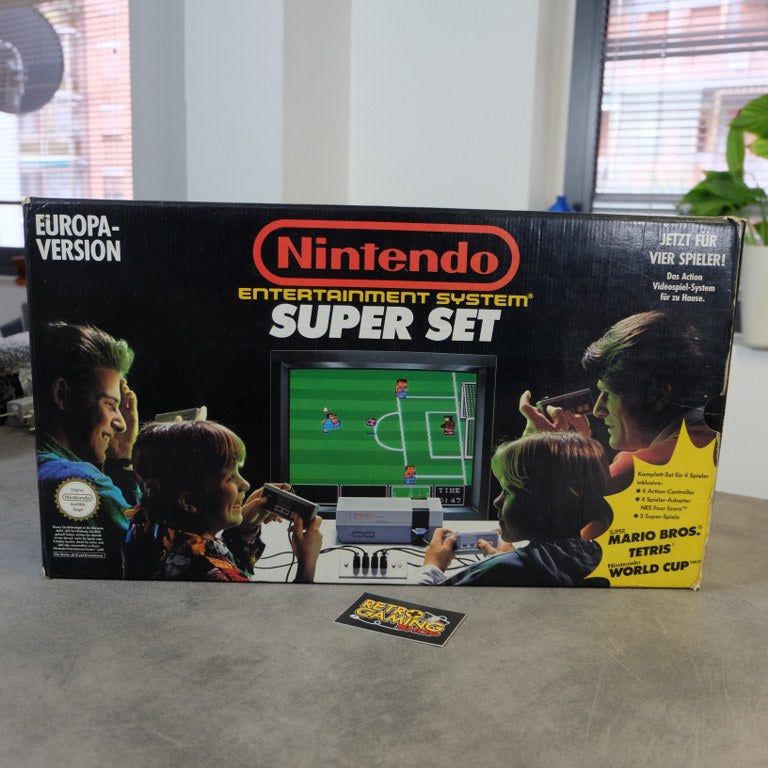 EUROPA-
VERSION
Nintendo
ENTERTAINMENT SYSTEM®
SUPER SET
JETZT FÜR
VIER SPIELER!
Das Action
Videospiel-System
für zu Hause.
TIME
Original
Nintendo
Komplett-Set für 4 Spieler
inklusive:
• 4 Action-Controller
• 4 Spieler-Adapter
NES Four Score™
• 3 Super-Spiele
SUPER
MARIO BROS.®
TETRIS
Nintendo
WORLD CUP
RETRO
GAMING
SHOP